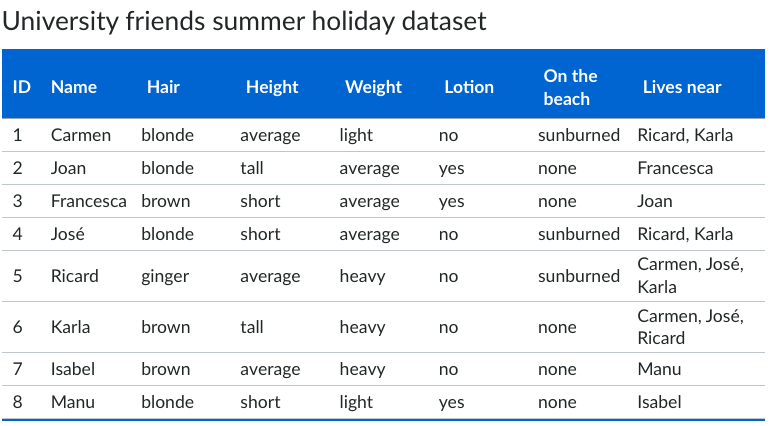 University friends summer holiday dataset
ID Name Hair Height Weight Lotion On the beach Lives near
1 Carmen blonde average light no sunburned Ricard, Karla
2 Joan blonde tall average yes none Francesca
3 Francesca brown short average yes none Joan
4 José blonde short average no sunburned Ricard, Karla
5 Ricard ginger average heavy no sunburned Carmen, José, Karla
6 Karla brown tall heavy no none Carmen, José, Ricard
7 Isabel brown average heavy no none Manu
8 Manu blonde short light yes none Isabel